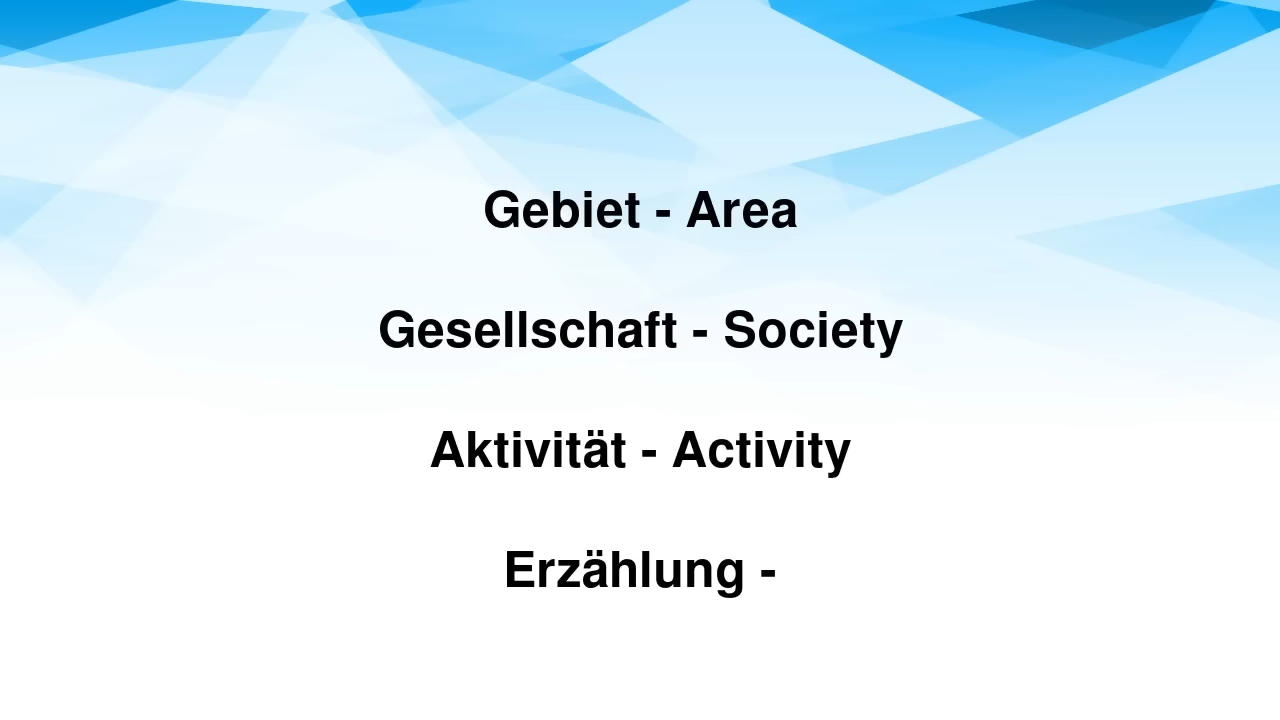 Gebiet - Area
Gesellschaft - Society
Aktivität - Activity
Erzählung -